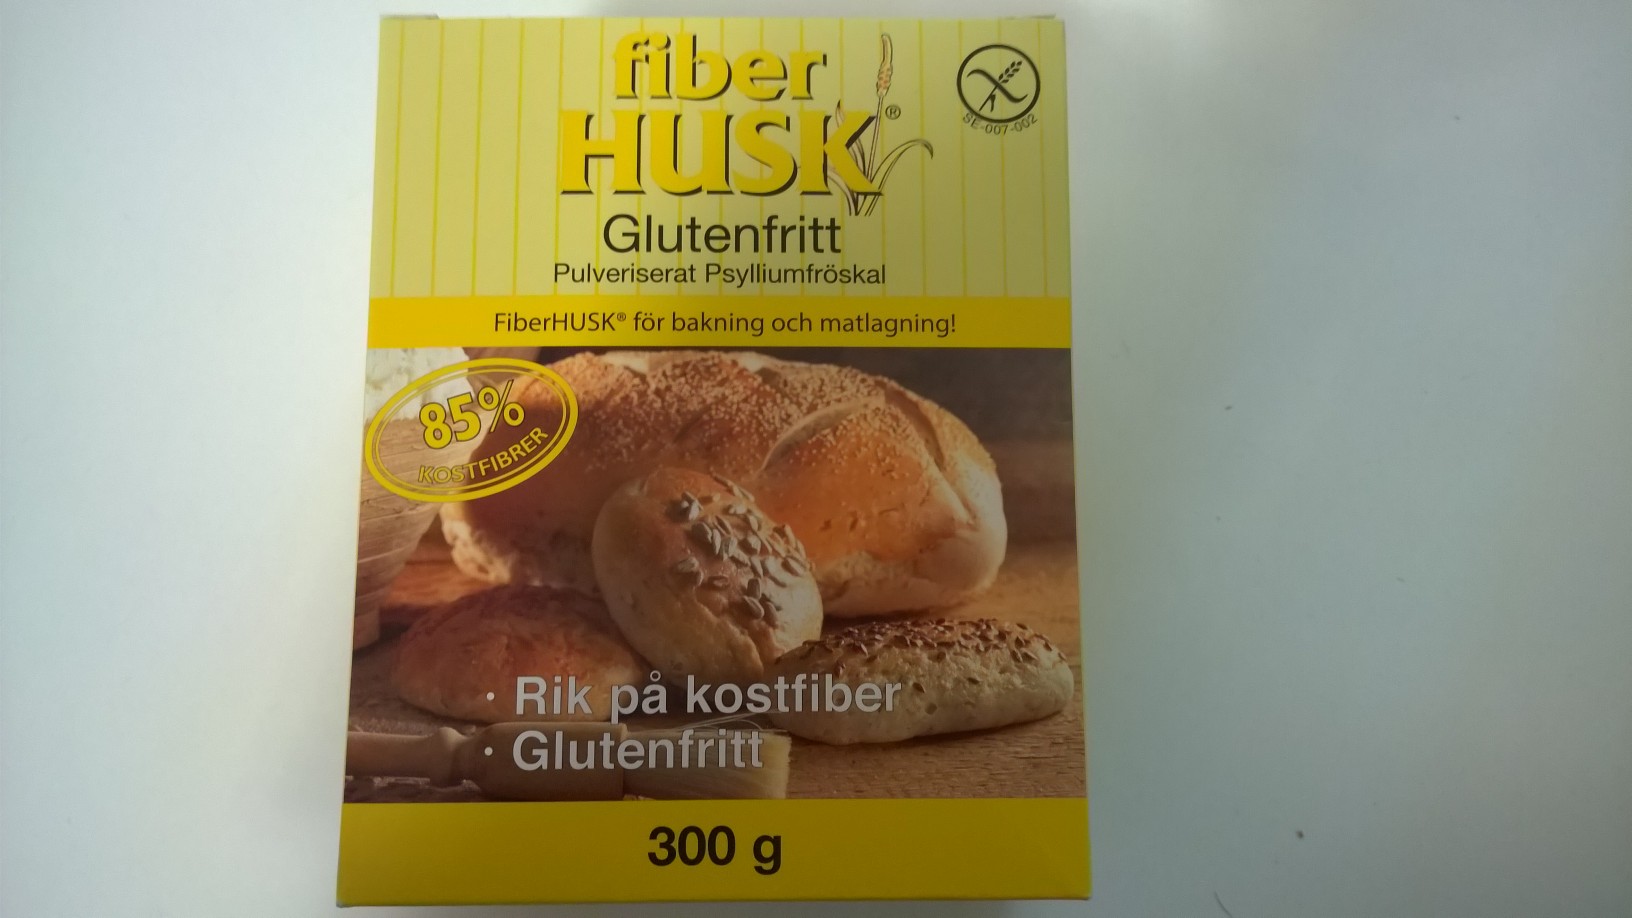 fiber
HUSK®
SE-007-002
Glutenfritt
Pulveriserat Psylliumfröskal
FiberHUSK® för bakning och matlagning!
85%
KOSTFIBRER
· Rik på kostfiber
· Glutenfritt
300 g